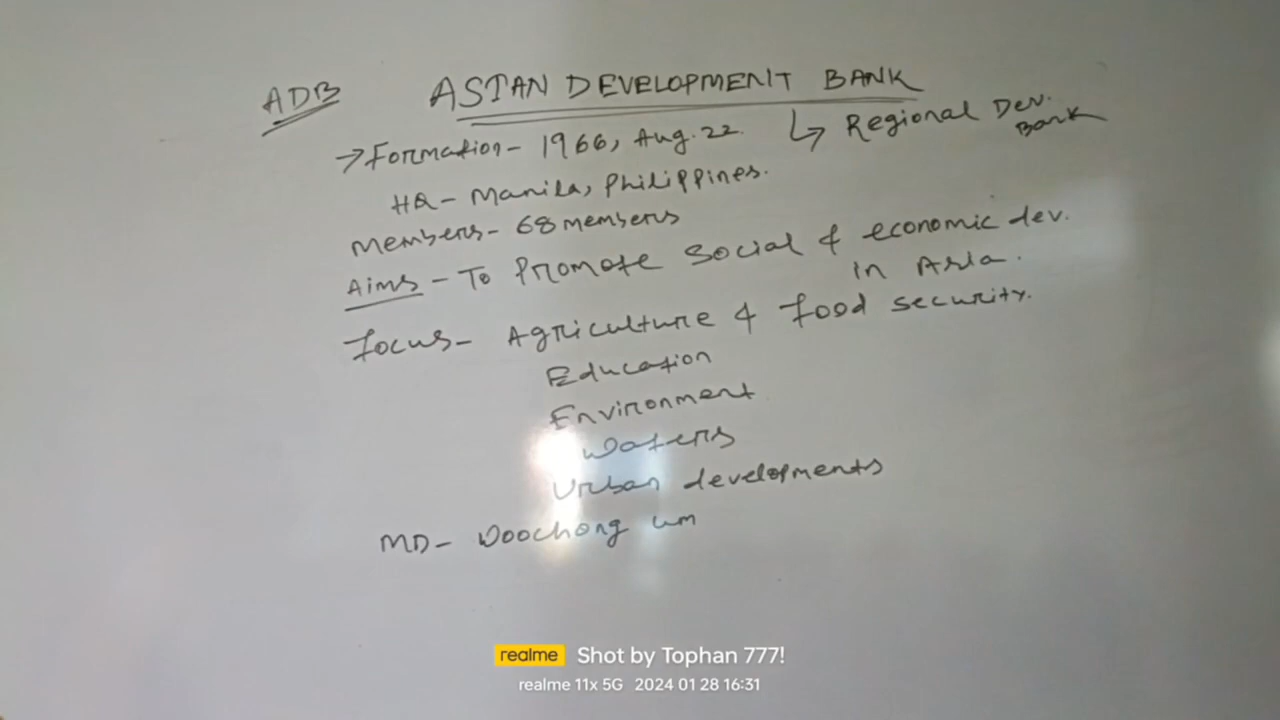 ADB ASIAN DEVELOPMENT BANK
↳ Regional Dev. Bank
→ Formation - 1966, Aug. 22.
HQ - Manila, Philippines.
Members - 68 members
Aims - To Promote Social & economic dev. in Asia.
Focus - Agriculture & food security.
Education
Environment
Waters
Urban developments
MD - Woochong um
realme Shot by Tophan 777!
realme 11x 5G 2024 01 28 16:31